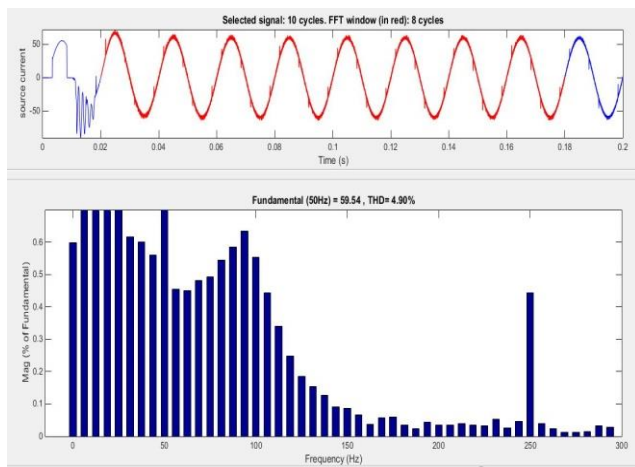 Selected signal: 10 cycles. FFT window (in red): 8 cycles
50
0
-50
source current
0 0.02 0.04 0.06 0.08 0.1 0.12 0.14 0.16 0.18 0.2
Time (s)
Fundamental (50Hz) = 59.54 , THD= 4.90%
0.6
0.5
0.4
0.3
0.2
0.1
0
Mag (% of Fundamental)
0 50 100 150 200 250 300
Frequency (Hz)